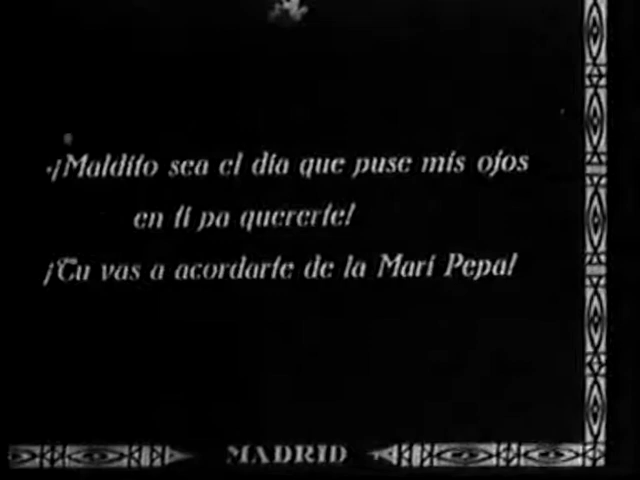 ¡Maldito sea el día que puse mis ojos
en ti pa quererte!
¡Tu vas a acordarte de la Mari Pepa!
MADRID